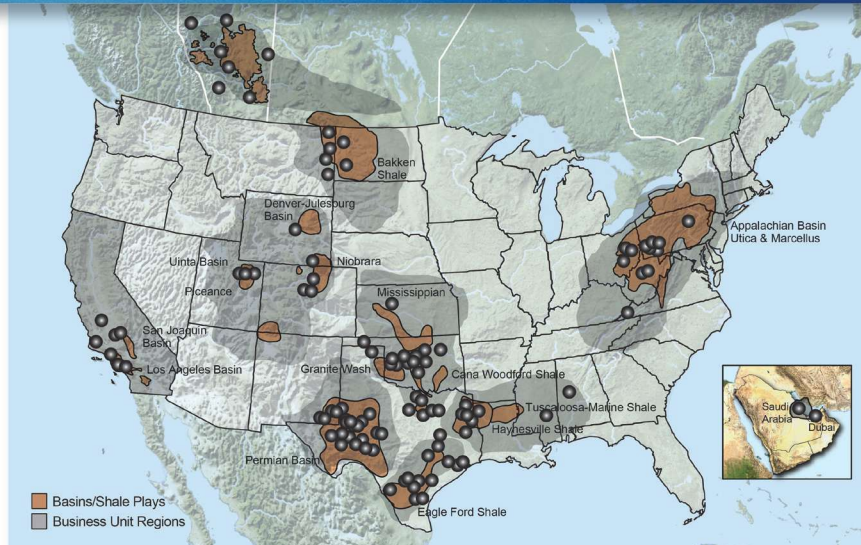 Bakken
Shale
Denver-Julesburg
Basin
Appalachian Basin
Utica & Marcellus
Uinta Basin
Niobrara
Piceance
Mississippian
San Joaquin
Basin
Los Angeles Basin
Granite Wash
Cana Woodford Shale
Tuscaloosa-Marine Shale
Haynesville Shale
Permian Basin
Eagle Ford Shale
Saudi
Arabia
Dubai
Basins/Shale Plays
Business Unit Regions